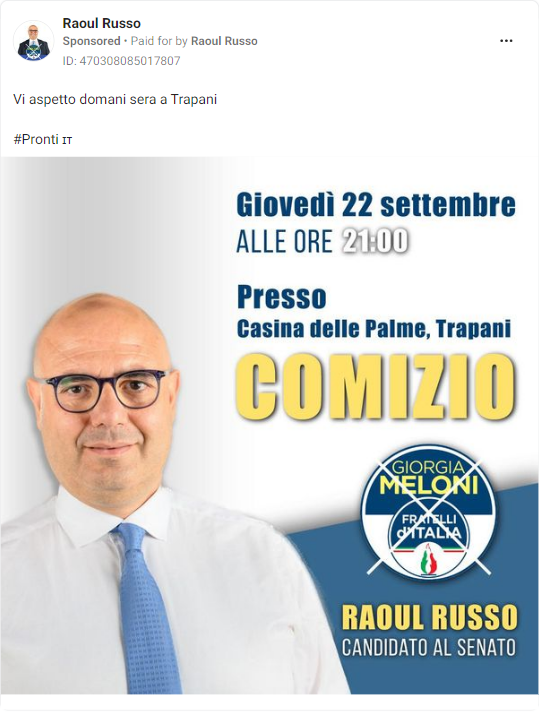 Raoul Russo
Sponsored • Paid for by Raoul Russo
ID: 470308085017807
Vi aspetto domani sera a Trapani
#Pronti IT
Giovedì 22 settembre
ALLE ORE 21:00
Presso
Casina delle Palme, Trapani
COMIZIO
GIORGIA
MELONI
FRATELLI
d'ITALIA
RAOUL RUSSO
CANDIDATO AL SENATO